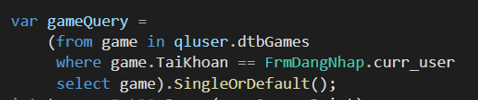 var gameQuery =
(from game in qluser.dtbGames
where game.TaiKhoan == FrmDangNhap.curr_user
select game).SingleOrDefault();